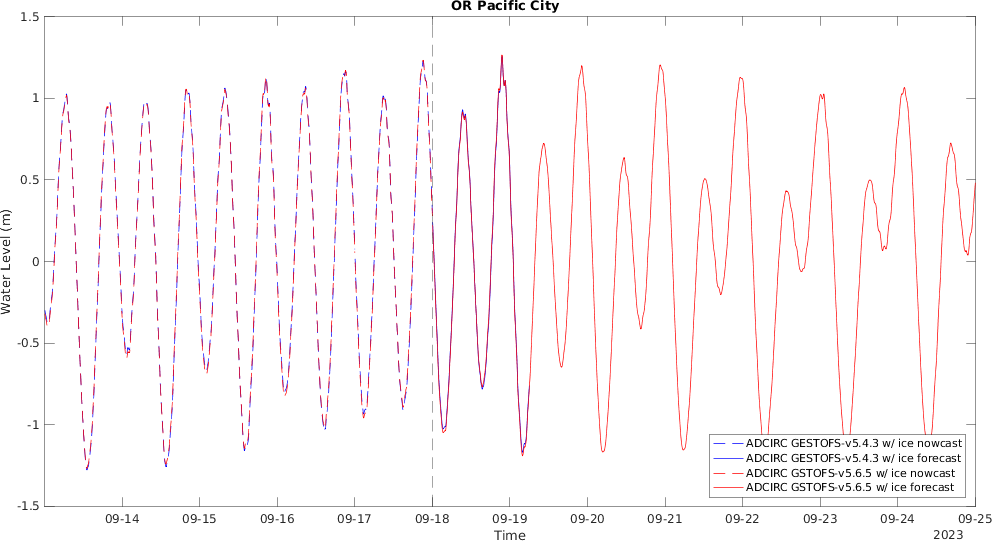 OR Pacific City
1.5
1
0.5
0
-0.5
-1
-1.5
Water Level (m)
ADCIRC GESTOFS-v5.4.3 w/ ice nowcast
ADCIRC GESTOFS-v5.4.3 w/ ice forecast
ADCIRC GSTOFS-v5.6.5 w/ ice nowcast
ADCIRC GSTOFS-v5.6.5 w/ ice forecast
09-14 09-15 09-16 09-17 09-18 09-19 09-20 09-21 09-22 09-23 09-24 09-25
Time
2023